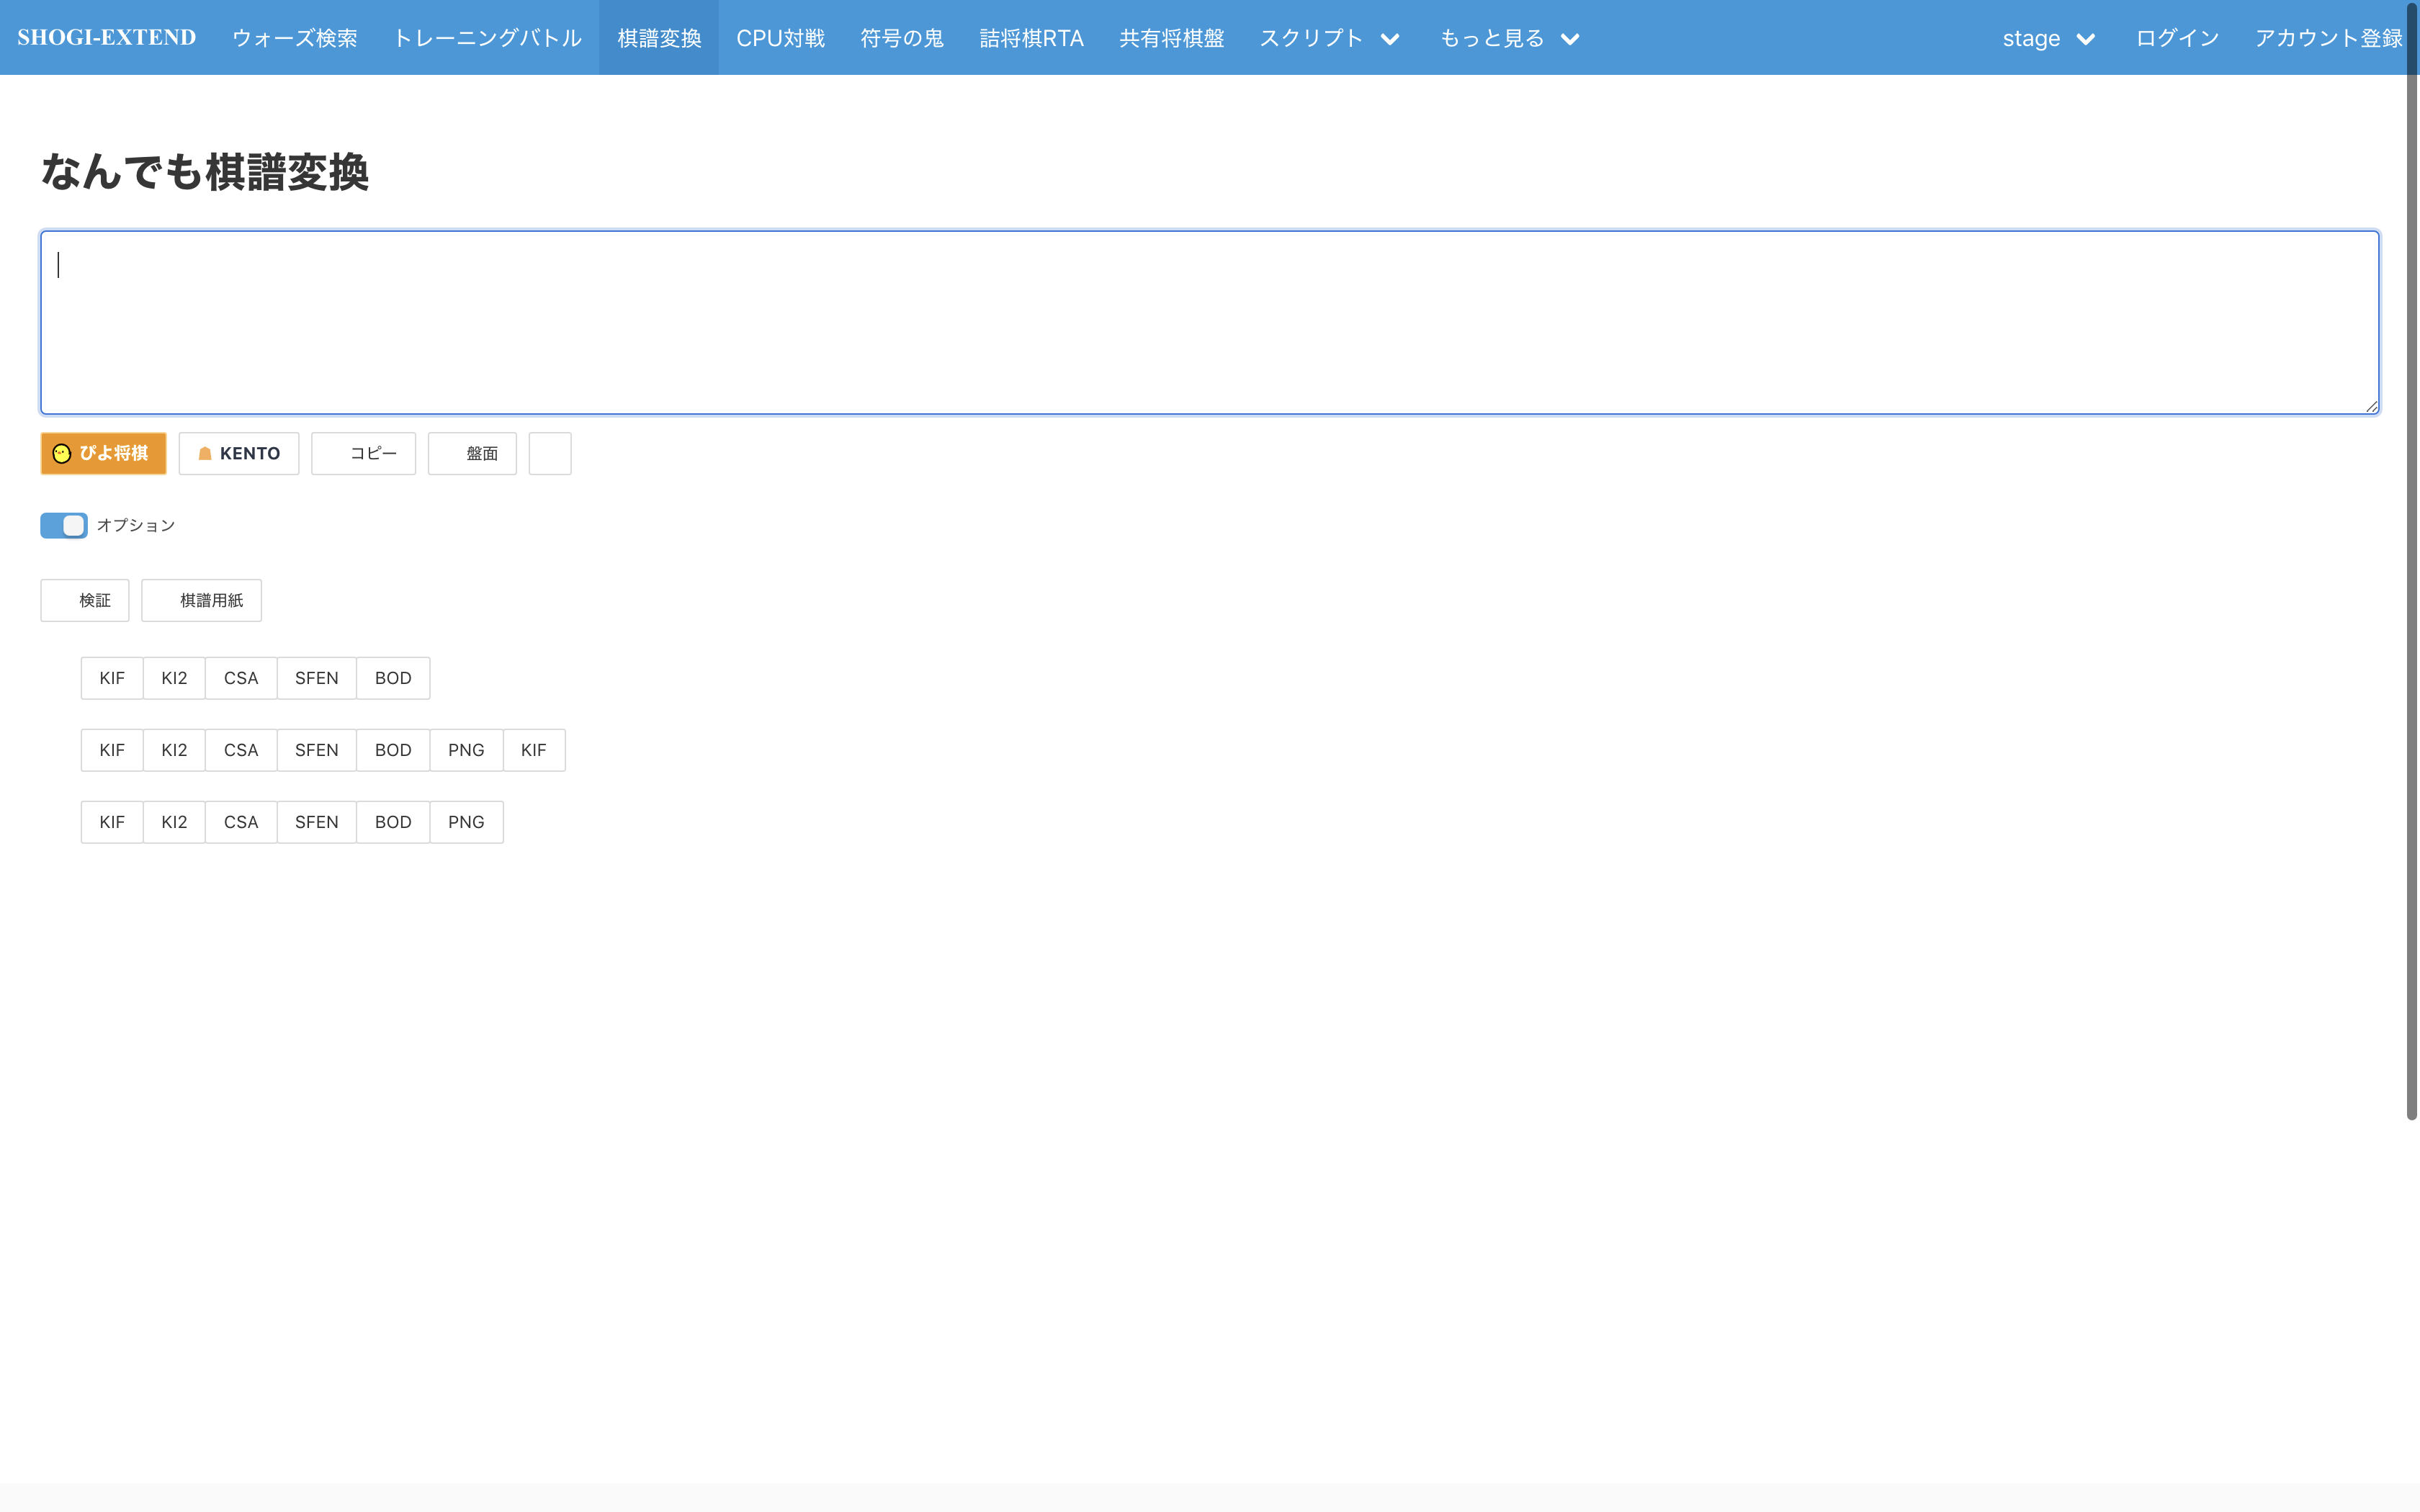 SHOGI-EXTEND ウォーズ検索 トレーニングバトル 棋譜変換 CPU対戦 符号の鬼 詰将棋RTA 共有将棋盤 スクリプト もっと見る stage ログイン アカウント登録
なんでも棋譜変換
ぴよ将棋 KENTO コピー 盤面
オプション
検証 棋譜用紙
KIF KI2 CSA SFEN BOD
KIF KI2 CSA SFEN BOD PNG KIF
KIF KI2 CSA SFEN BOD PNG